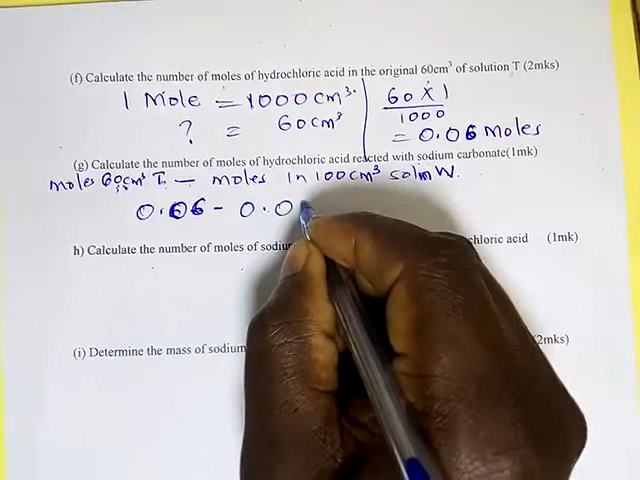 (f) Calculate the number of moles of hydrochloric acid in the original 60cm³ of solution T (2mks)
1 Mole = 1000cm³. 60 X 1
1000
? = 60cm³
= 0.06 Moles
(g) Calculate the number of moles of hydrochloric acid reacted with sodium carbonate(1mk)
moles 60cm³ T. — moles in 100cm³ soln W.
0.06 - 0.0
h) Calculate the number of moles of chloric acid (1mk)
(i) Determine the mass of sodium (2mks)